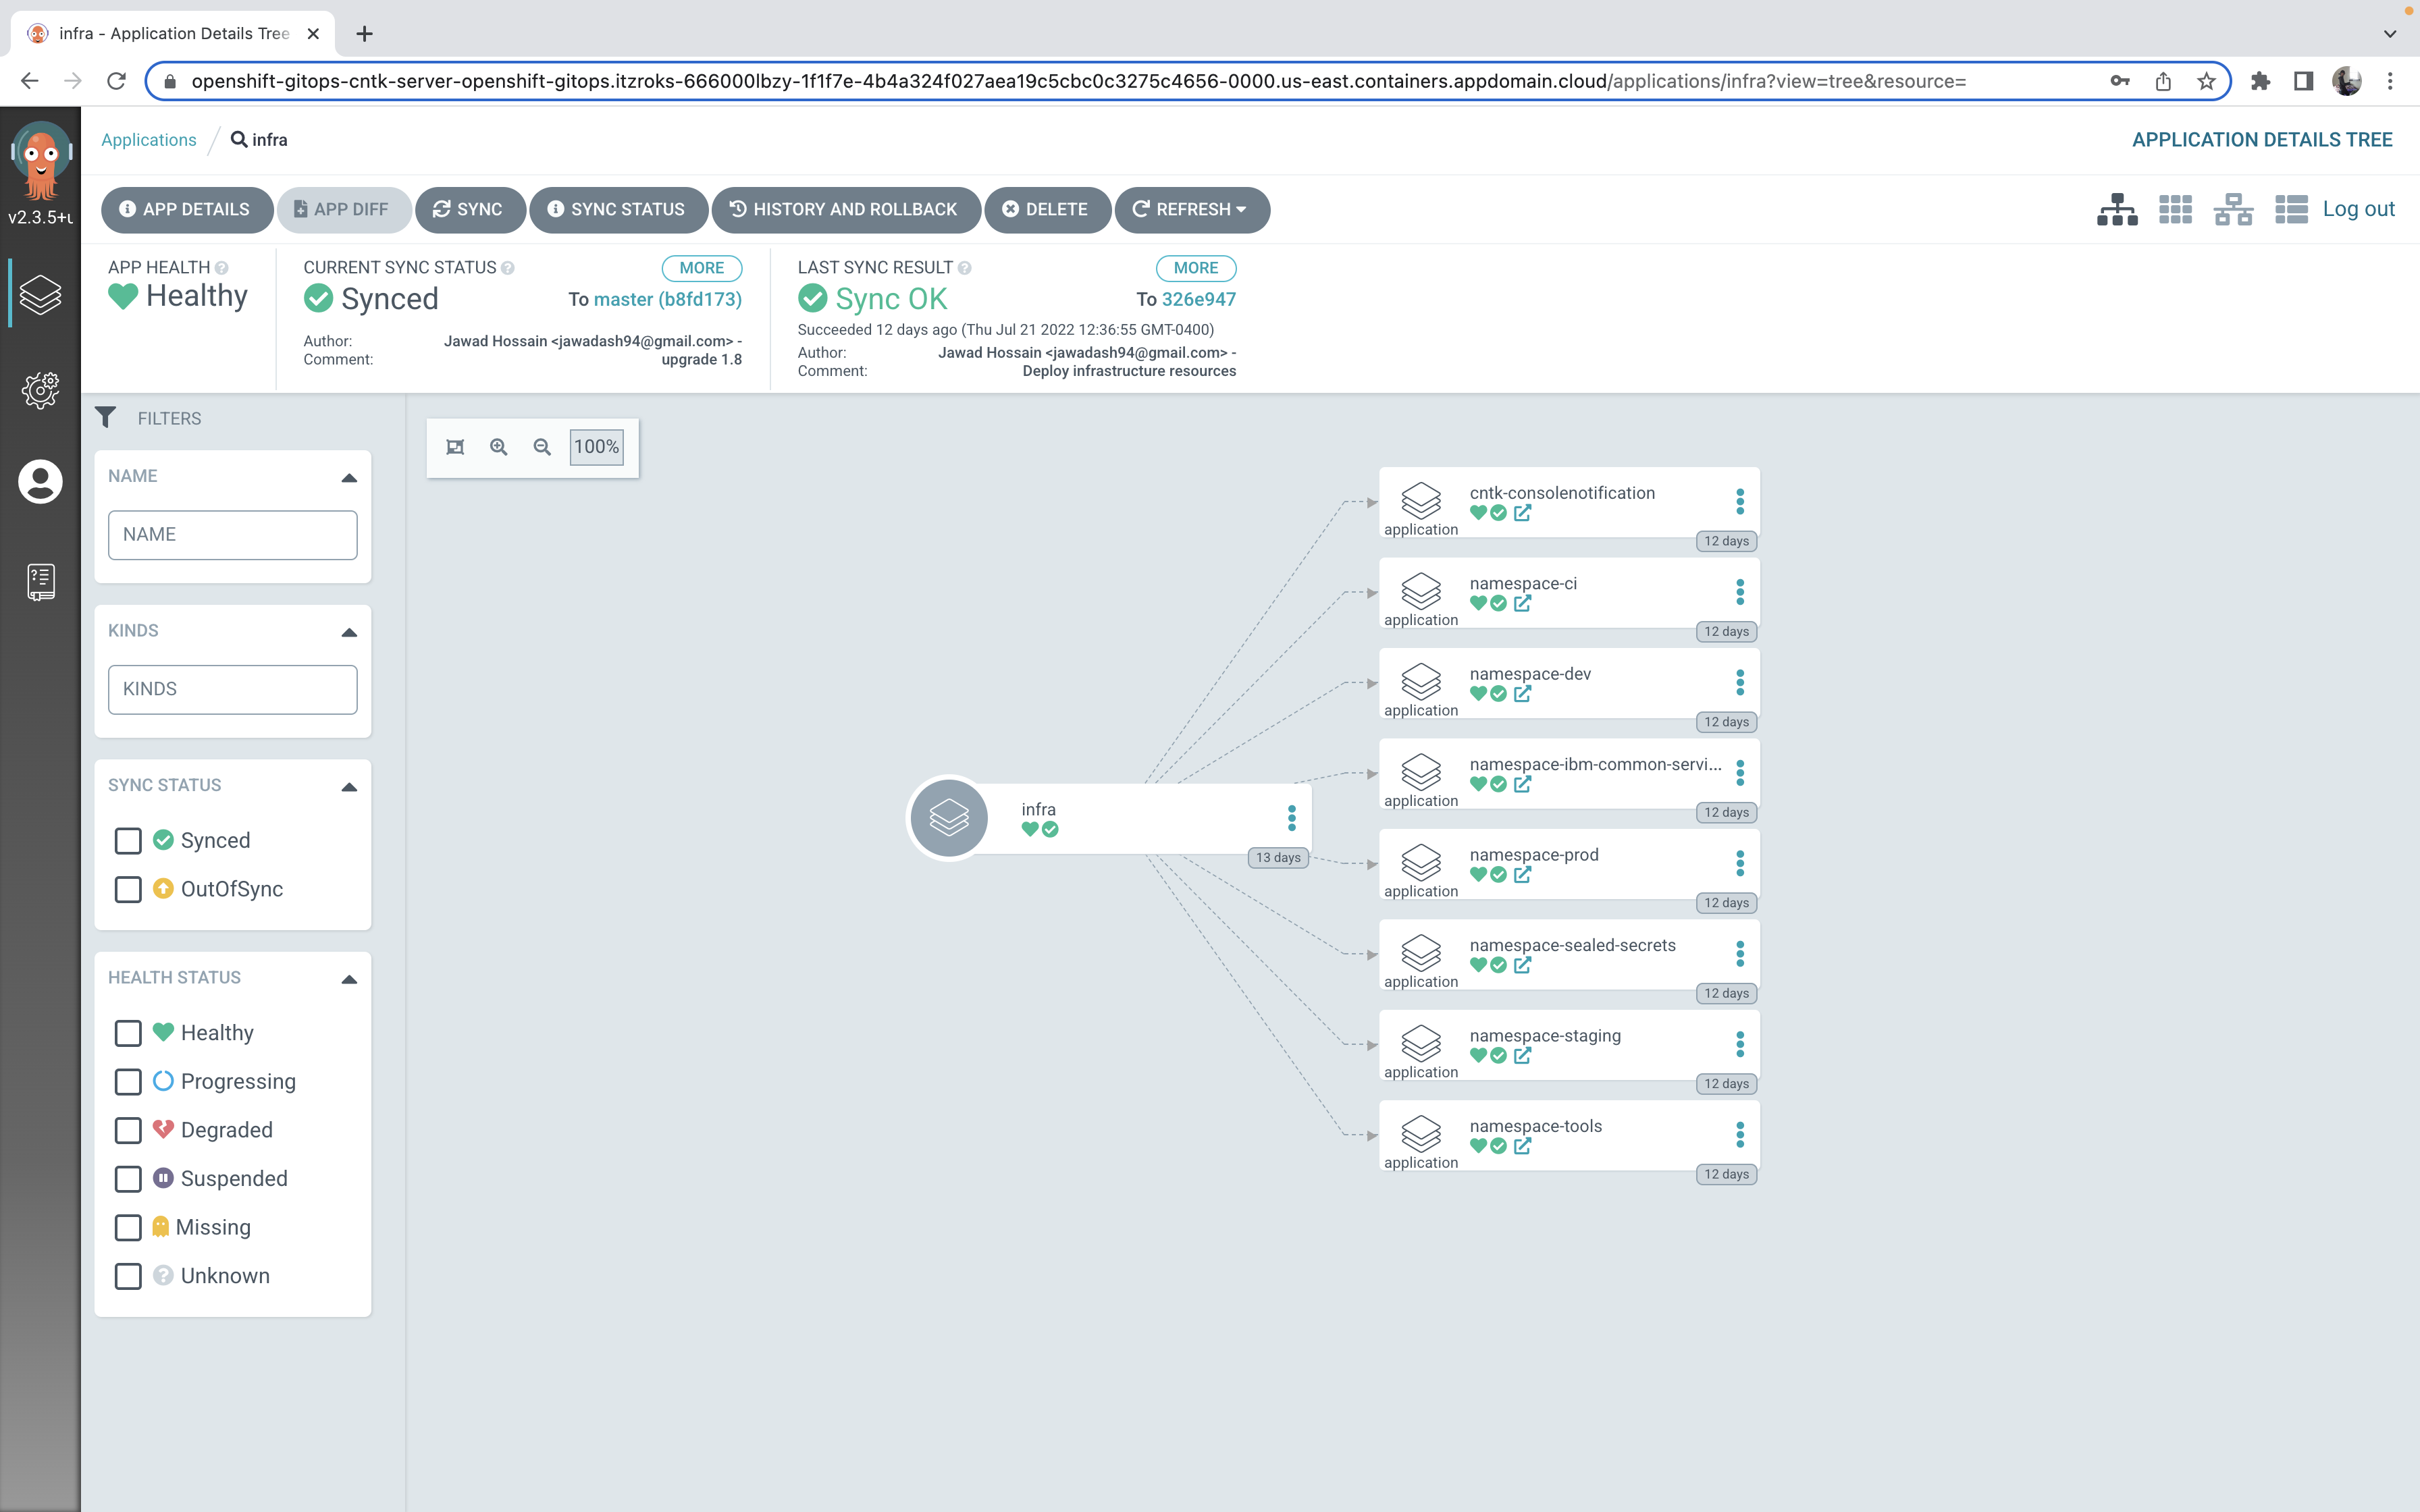 infra - Application Details Tree
openshift-gitops-cntk-server-openshift-gitops.itzroks-666000lbzy-1f1f7e-4b4a324f027aea19c5cbc0c3275c4656-0000.us-east.containers.appdomain.cloud/applications/infra?view=tree&resource=
v2.3.5+
Applications / infra
APPLICATION DETAILS TREE
APP DETAILS APP DIFF SYNC SYNC STATUS HISTORY AND ROLLBACK DELETE REFRESH Log out
APP HEALTH
Healthy
CURRENT SYNC STATUS MORE
Synced To master (b8fd173)
Author: Jawad Hossain <jawadash94@gmail.com> -
Comment: upgrade 1.8
LAST SYNC RESULT MORE
Sync OK To 326e947
Succeeded 12 days ago (Thu Jul 21 2022 12:36:55 GMT-0400)
Author: Jawad Hossain <jawadash94@gmail.com> -
Comment: Deploy infrastructure resources
FILTERS
NAME
NAME
KINDS
KINDS
SYNC STATUS
Synced
OutOfSync
HEALTH STATUS
Healthy
Progressing
Degraded
Suspended
Missing
Unknown
100%
infra
13 days
cntk-consolenotification
application
12 days
namespace-ci
application
12 days
namespace-dev
application
12 days
namespace-ibm-common-servi...
application
12 days
namespace-prod
application
12 days
namespace-sealed-secrets
application
12 days
namespace-staging
application
12 days
namespace-tools
application
12 days